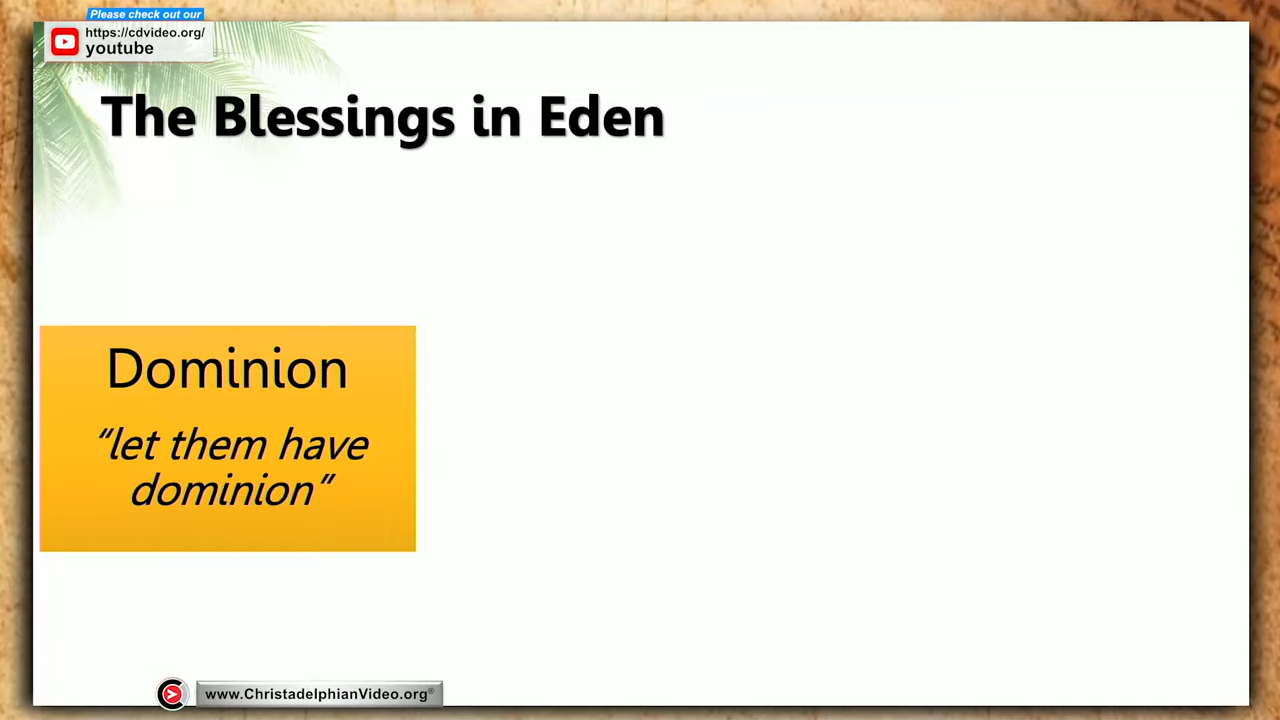 Please check out our
https://cdvideo.org/
youtube
The Blessings in Eden
Dominion
“let them have
dominion”
www.ChristadelphianVideo.org®